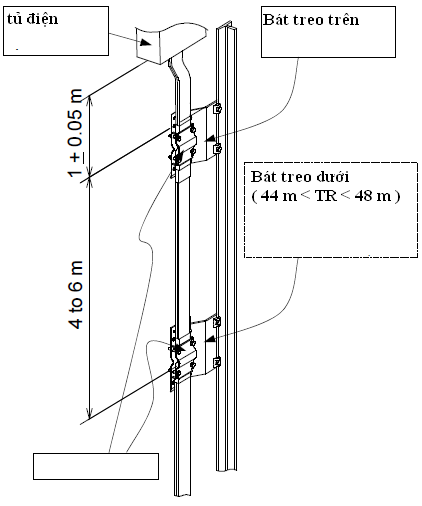 tủ điện
.
Bát treo trên
1 ± 0.05 m
Bát treo dưới
( 44 m < TR < 48 m )
4 to 6 m